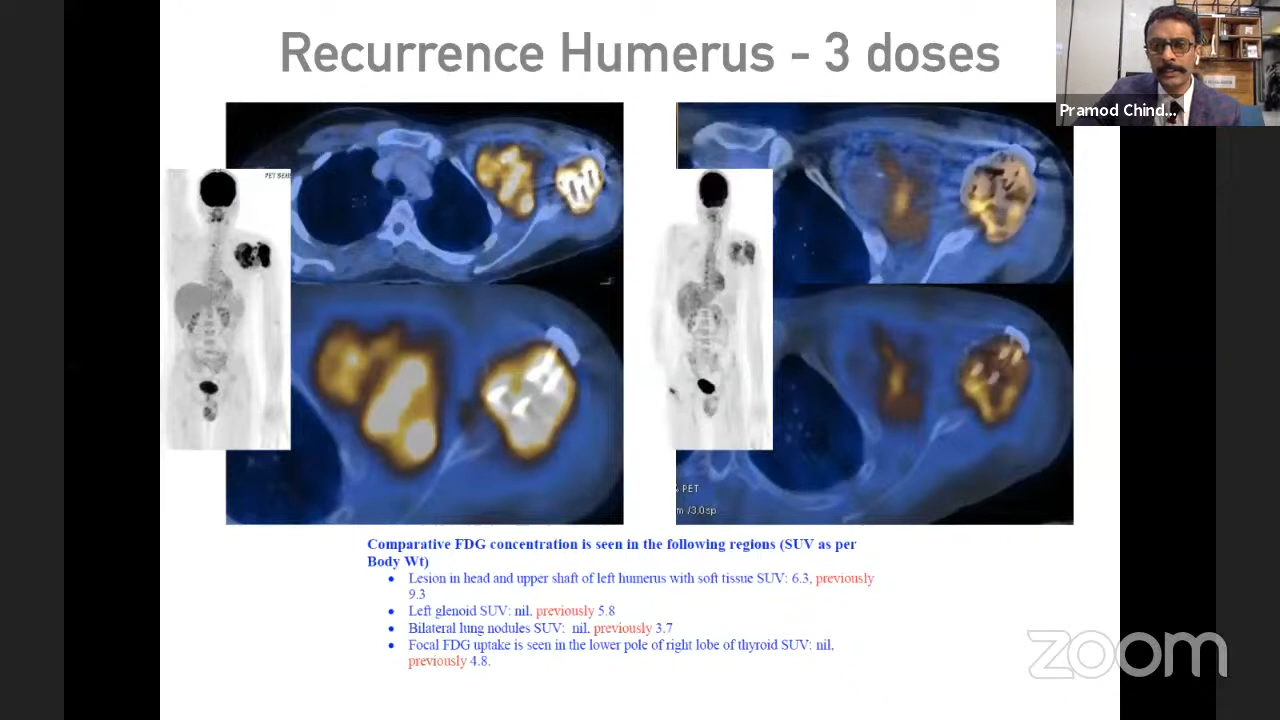 Recurrence Humerus - 3 doses
Pramod Chind...
PET
PET
m /3.0sp
Comparative FDG concentration is seen in the following regions (SUV as per
Body Wt)
• Lesion in head and upper shaft of left humerus with soft tissue SUV: 6.3, previously
9.3
• Left glenoid SUV: nil, previously 5.8
• Bilateral lung nodules SUV: nil, previously 3.7
• Focal FDG uptake is seen in the lower pole of right lobe of thyroid SUV: nil,
previously 4.8.
zoom